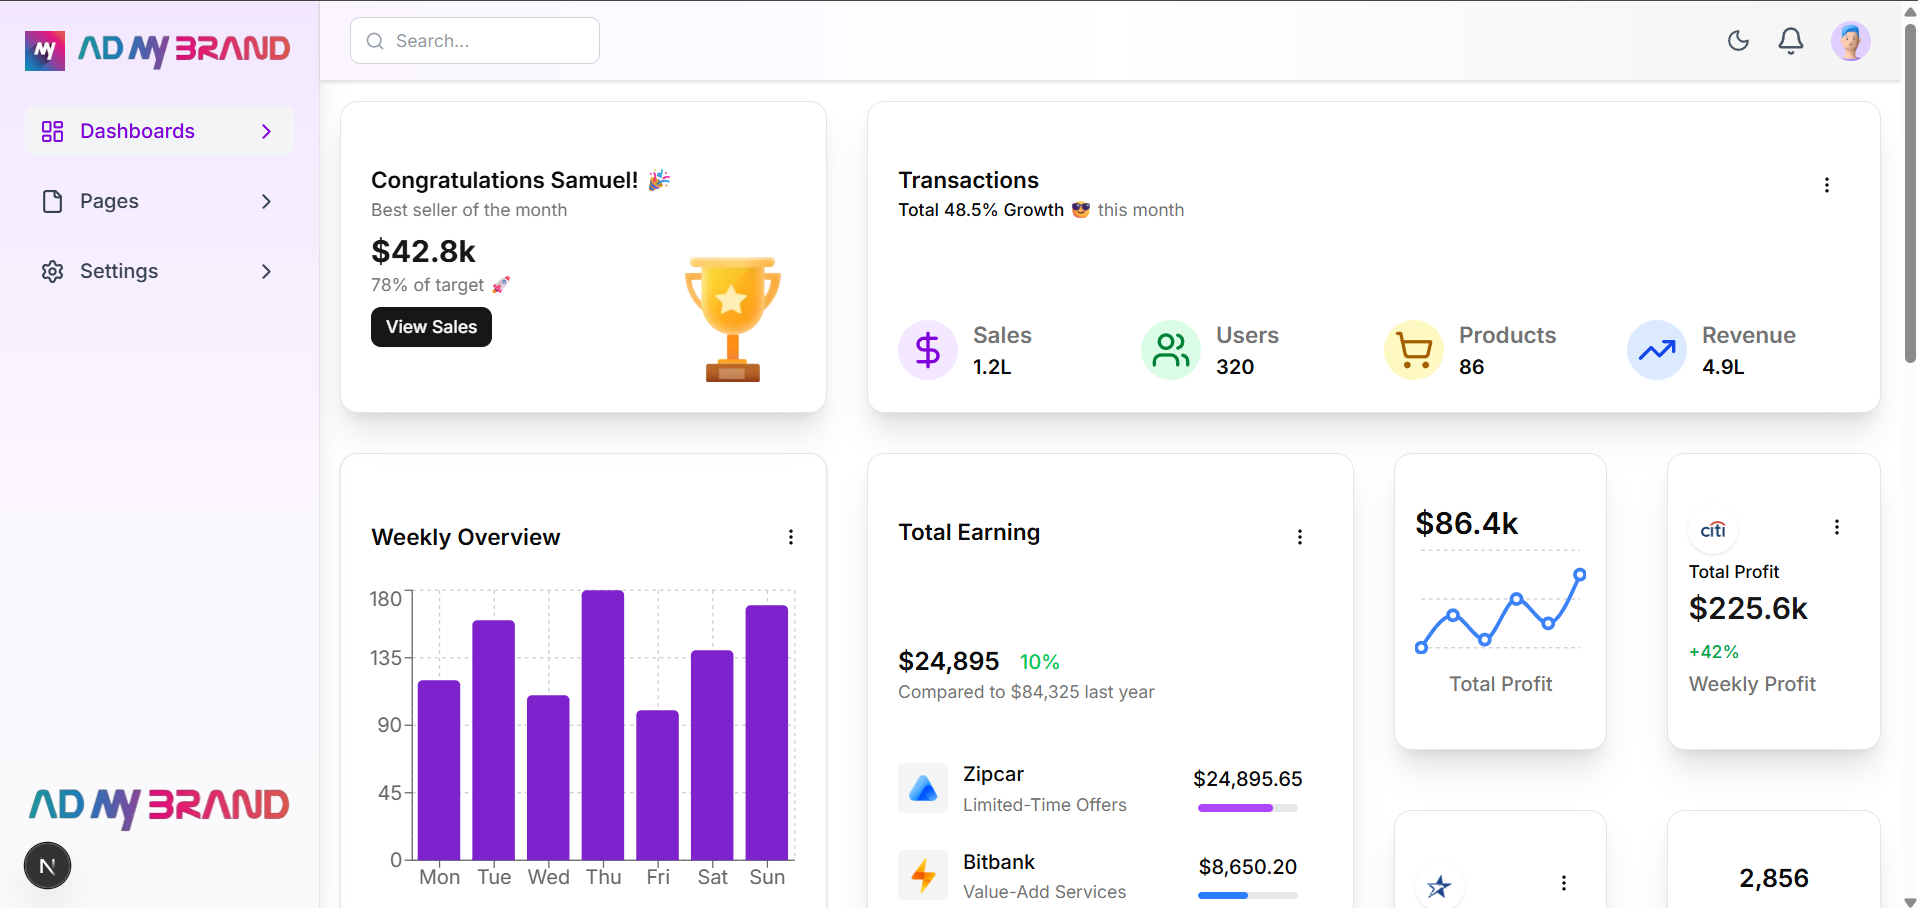 my AD MY BRAND
Search...
Dashboards
Pages
Settings
AD MY BRAND
N
Congratulations Samuel! 🎉
Best seller of the month
$42.8k
78% of target 🚀
View Sales
Transactions
Total 48.5% Growth 😎 this month
Sales
1.2L
Users
320
Products
86
Revenue
4.9L
Weekly Overview
180
135
90
45
0
Mon Tue Wed Thu Fri Sat Sun
Total Earning
$24,895 10%
Compared to $84,325 last year
Zipcar
Limited-Time Offers
$24,895.65
Bitbank
Value-Add Services
$8,650.20
$86.4k
Total Profit
citi
Total Profit
$225.6k
+42%
Weekly Profit
2,856